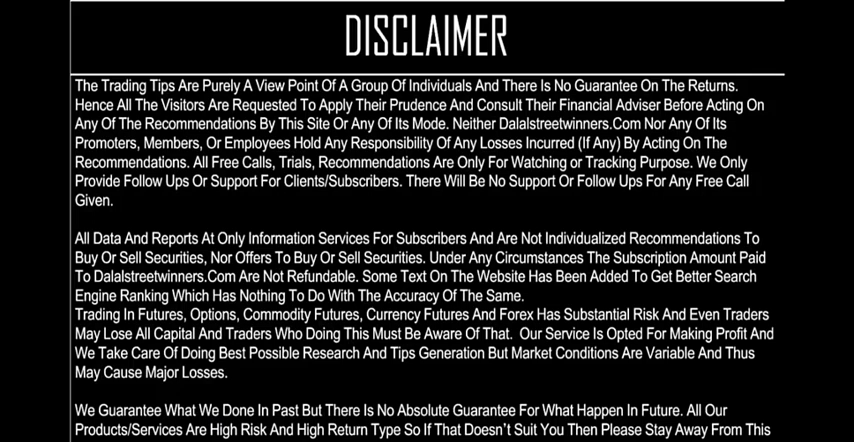 DISCLAIMER
The Trading Tips Are Purely A View Point Of A Group Of Individuals And There Is No Guarantee On The Returns.
Hence All The Visitors Are Requested To Apply Their Prudence And Consult Their Financial Adviser Before Acting On
Any Of The Recommendations By This Site Or Any Of Its Mode. Neither Dalalstreetwinners.Com Nor Any Of Its
Promoters, Members, Or Employees Hold Any Responsibility Of Any Losses Incurred (If Any) By Acting On The
Recommendations. All Free Calls, Trials, Recommendations Are Only For Watching or Tracking Purpose. We Only
Provide Follow Ups Or Support For Clients/Subscribers. There Will Be No Support Or Follow Ups For Any Free Call
Given.
All Data And Reports At Only Information Services For Subscribers And Are Not Individualized Recommendations To
Buy Or Sell Securities, Nor Offers To Buy Or Sell Securities. Under Any Circumstances The Subscription Amount Paid
To Dalalstreetwinners.Com Are Not Refundable. Some Text On The Website Has Been Added To Get Better Search
Engine Ranking Which Has Nothing To Do With The Accuracy Of The Same.
Trading In Futures, Options, Commodity Futures, Currency Futures And Forex Has Substantial Risk And Even Traders
May Lose All Capital And Traders Who Doing This Must Be Aware Of That. Our Service Is Opted For Making Profit And
We Take Care Of Doing Best Possible Research And Tips Generation But Market Conditions Are Variable And Thus
May Cause Major Losses.
We Guarantee What We Done In Past But There Is No Absolute Guarantee For What Happen In Future. All Our
Products/Services Are High Risk And High Return Type So If That Doesn't Suit You Then Please Stay Away From This